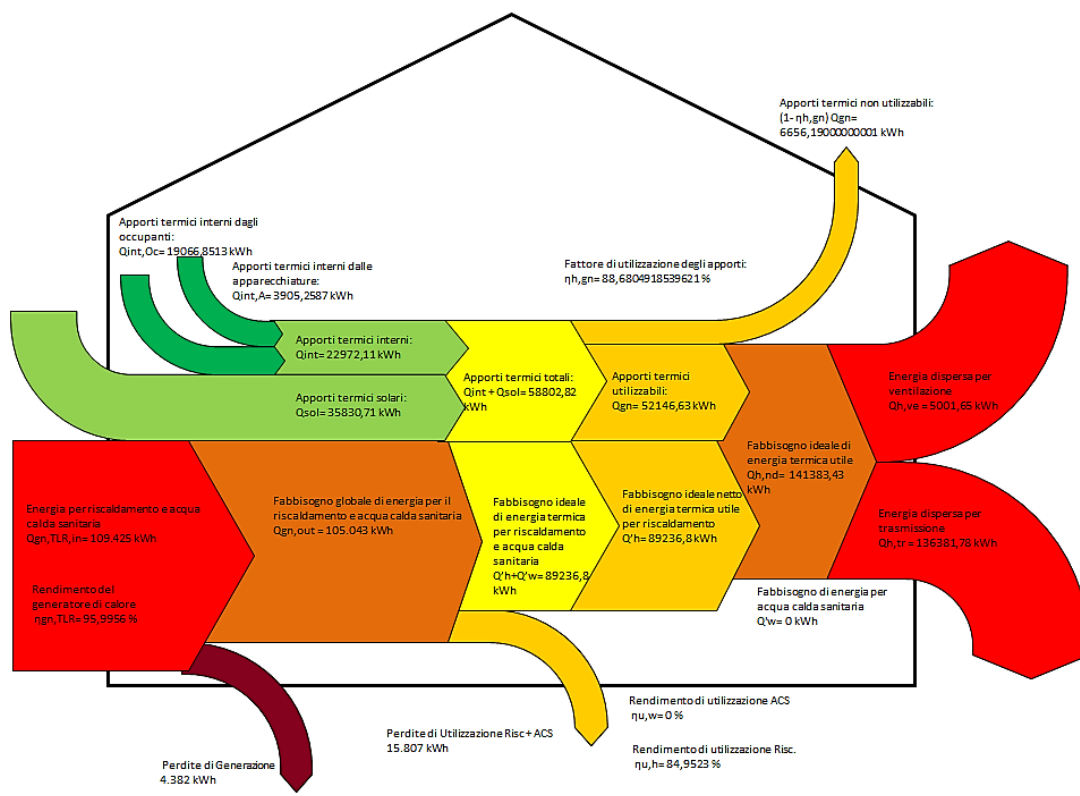 Apporti termici non utilizzabili:
(1- ηh,gn) Qgn=
6656,19000000001 kWh
Apporti termici interni dagli
occupanti:
Qint,Oc= 19066,8513 kWh
Apporti termici interni dalle
apparecchiature:
Qint,A= 3905,2587 kWh
Fattore di utilizzazione degli apporti:
ηh,gn= 88,6804918539621 %
Apporti termici interni:
Qint= 22972,11 kWh
Apporti termici solari:
Qsol= 35830,71 kWh
Apporti termici totali:
Qint + Qsol= 58802,82
kWh
Apporti termici
utilizzabili:
Qgn= 52146,63 kWh
Energia dispersa per
ventilazione
Qh,ve= 5001,65 kWh
Fabbisogno ideale di
energia termica utile
Qh,nd= 141383,43
kWh
Energia per riscaldamento e acqua
calda sanitaria
Qgn,TLR,in= 109.425 kWh
Rendimento del
generatore di calore
ηgn,TLR= 95,9956 %
Fabbisogno globale di energia per il
riscaldamento e acqua calda sanitaria
Qgn,out = 105.043 kWh
Fabbisogno ideale
di energia termica
per riscaldamento
e acqua calda
sanitaria
Q'h+Q'w= 89236,8
kWh
Fabbisogno ideale netto
di energia termica utile
per riscaldamento
Q'h= 89236,8 kWh
Energia dispersa per
trasmissione
Qh,tr= 136381,78 kWh
Fabbisogno di energia per
acqua calda sanitaria
Q'w= 0 kWh
Rendimento di utilizzazione ACS
ηu,w= 0 %
Rendimento di utilizzazione Risc.
ηu,h= 84,9523 %
Perdite di Utilizzazione Risc + ACS
15.807 kWh
Perdite di Generazione
4.382 kWh